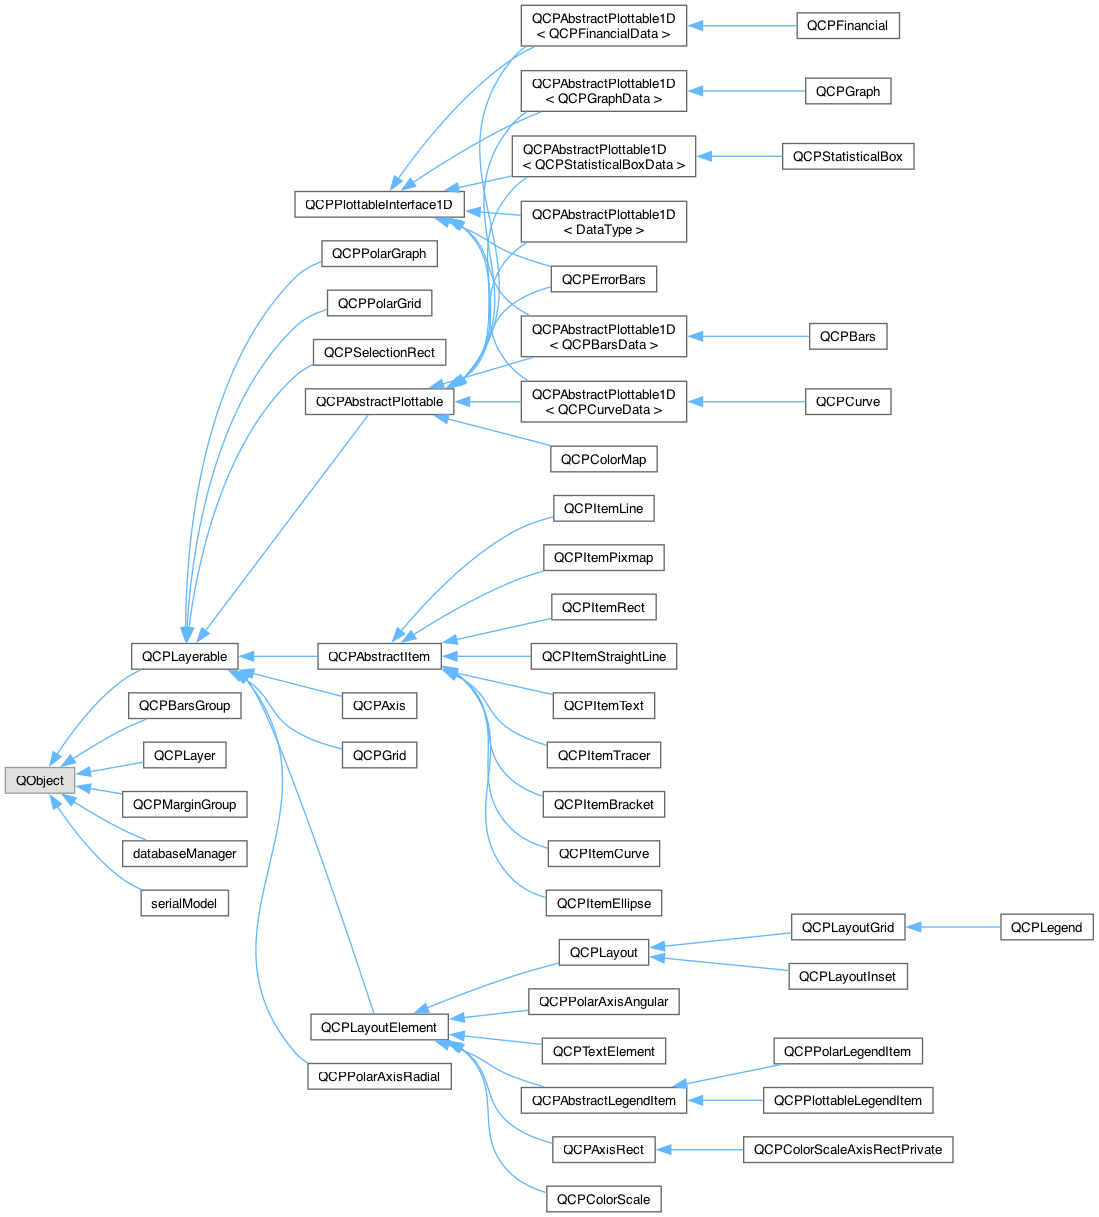 QCPAbstractPlottable1D
< QCPFinancialData >
QCPFinancial
QCPAbstractPlottable1D
< QCPGraphData >
QCPGraph
QCPAbstractPlottable1D
< QCPStatisticalBoxData >
QCPStatisticalBox
QCPPlottableInterface1D
QCPAbstractPlottable1D
< DataType >
QCPPolarGraph
QCPErrorBars
QCPPolarGrid
QCPAbstractPlottable1D
< QCPBarsData >
QCPBars
QCPSelectionRect
QCPAbstractPlottable
QCPAbstractPlottable1D
< QCPCurveData >
QCPCurve
QCPColorMap
QCPItemLine
QCPItemPixmap
QCPItemRect
QCPLayerable
QCPAbstractItem
QCPItemStraightLine
QCPBarsGroup
QCPAxis
QCPItemText
QCPLayer
QCPGrid
QCPItemTracer
QObject
QCPMarginGroup
QCPItemBracket
databaseManager
QCPItemCurve
serialModel
QCPItemEllipse
QCPLayoutGrid
QCPLegend
QCPLayout
QCPLayoutInset
QCPPolarAxisAngular
QCPLayoutElement
QCPTextElement
QCPPolarLegendItem
QCPPolarAxisRadial
QCPAbstractLegendItem
QCPPlottableLegendItem
QCPAxisRect
QCPColorScaleAxisRectPrivate
QCPColorScale